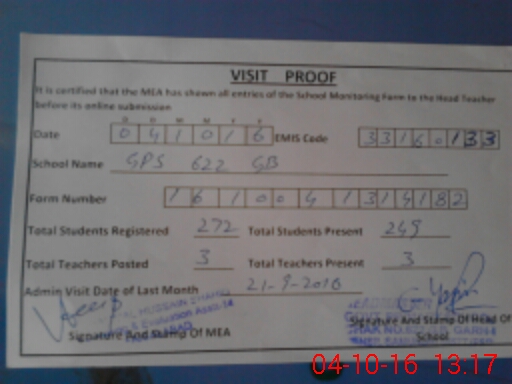 VISIT PROOF
It is certified that the MEA has shown all entries of the School Monitoring Form to the Head Teacher
before its online submission
D D M M Y Y
Date 0 4 1 0 1 6 EMIS Code 3 3 1 6 0 1 3 3
School Name GPS 622 GB
Form Number 1 6 1 0 0 4 1 3 1 4 1 8 2
Total Students Registered 272 Total Students Present 249
Total Teachers Posted 3 Total Teachers Present 3
Admin Visit Date of Last Month 21-9-2016
HUSSAIN
& Evaluation
Signature And Stamp Of MEA
Signature And Stamp Of Head Of
School
04-10-16 13:17